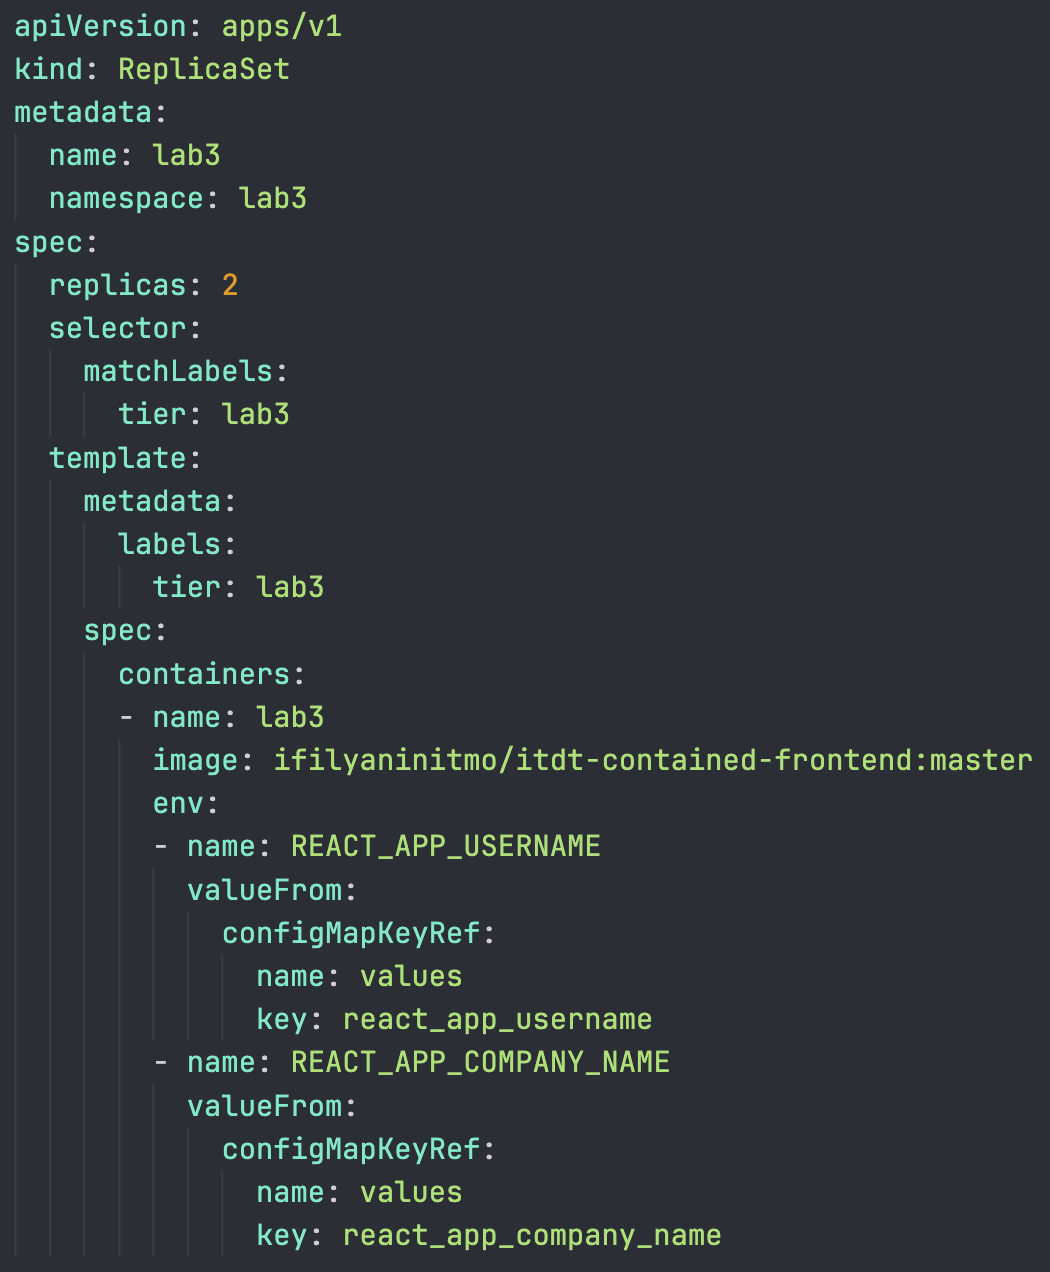 apiVersion: apps/v1
kind: ReplicaSet
metadata:
  name: lab3
  namespace: lab3
spec:
  replicas: 2
  selector:
    matchLabels:
      tier: lab3
  template:
    metadata:
      labels:
        tier: lab3
    spec:
      containers:
      - name: lab3
        image: ifilyaninitmo/itdt-contained-frontend:master
        env:
        - name: REACT_APP_USERNAME
          valueFrom:
            configMapKeyRef:
              name: values
              key: react_app_username
        - name: REACT_APP_COMPANY_NAME
          valueFrom:
            configMapKeyRef:
              name: values
              key: react_app_company_name